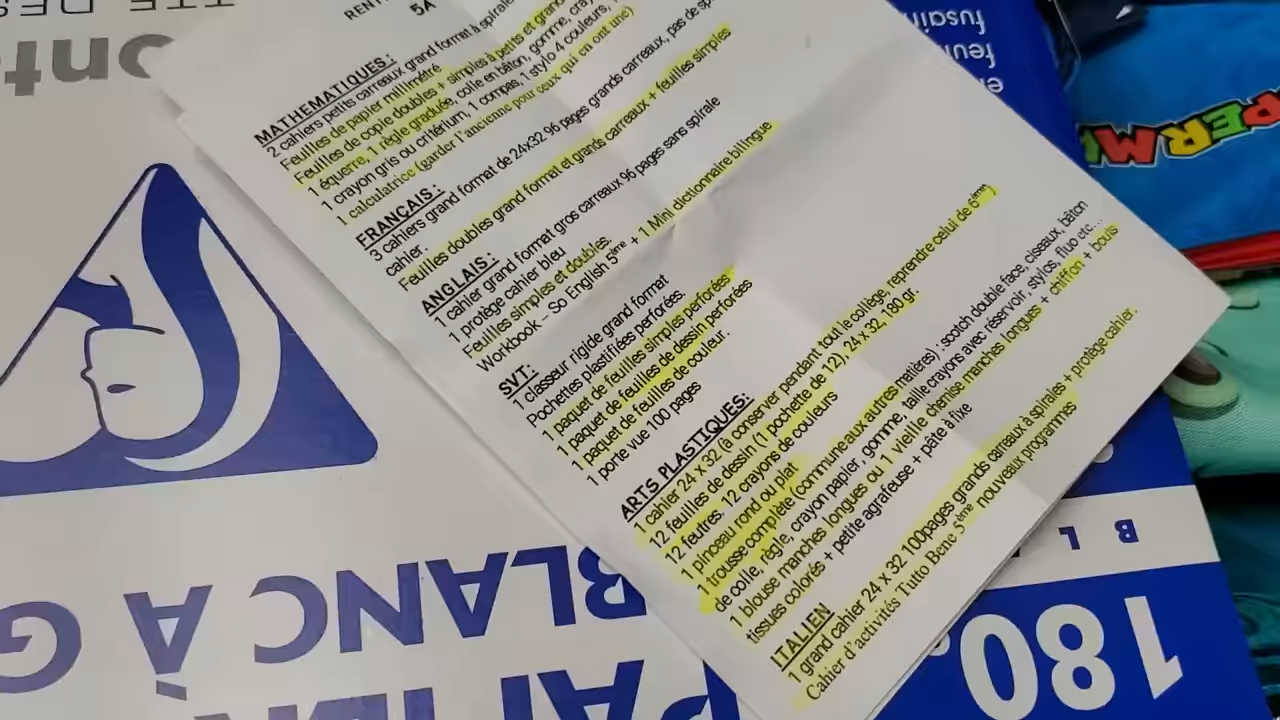 RENT
5A
MATHEMATIQUES :
2 cahiers petits carreaux grand format à spirale
Feuilles de papier millimétré
Feuilles de copie doubles + simples à petits et grand
1 équerre, 1 règle graduée, colle en bâton, gomme, cray
1 crayon gris ou critérium, 1 compas, 1 stylo 4 couleurs,
1 calculatrice (garder l'ancienne pour ceux qui en ont une)
FRANÇAIS :
3 cahiers grand format de 24x32 96 pages grands carreaux, pas de sp
cahier.
Feuilles doubles grand format et grands carreaux + feuilles simples
ANGLAIS :
1 cahier grand format gros carreaux 96 pages sans spirale
1 protège cahier bleu
Feuilles simples et doubles.
Workbook – So English 5ème + 1 Mini dictionnaire bilingue
SVT:
1 classeur rigide grand format
Pochettes plastifiées perforées.
1 paquet de feuilles simples perforées
1 paquet de feuilles de dessin perforées
1 paquet de feuilles de couleur.
1 porte vue 100 pages
ARTS PLASTIQUES:
1 cahier 24 x 32 (à conserver pendant tout le collège, reprendre celui de 6ème)
12 feuilles de dessin (1 pochette de 12), 24 x 32, 180 gr.
12 feutres. 12 crayons de couleurs
1 pinceau rond ou plat
1 trousse complète (commune aux autres matières) : scotch double face, ciseaux, bâton
de colle, règle, crayon papier, gomme, taille crayons avec réservoir, stylos, fluo etc...
1 blouse manches longues ou 1 vieille chemise manches longues + chiffon + bouts
tissues colorés + petite agrafeuse + pâte à fixe
ITALIEN
1 grand cahier 24 x 32 100pages grands carreaux à spirales + protège cahier.
Cahier d'activités Tutto Bene 5ème nouveaux programmes
BLANC À G
180
fusain
PER M